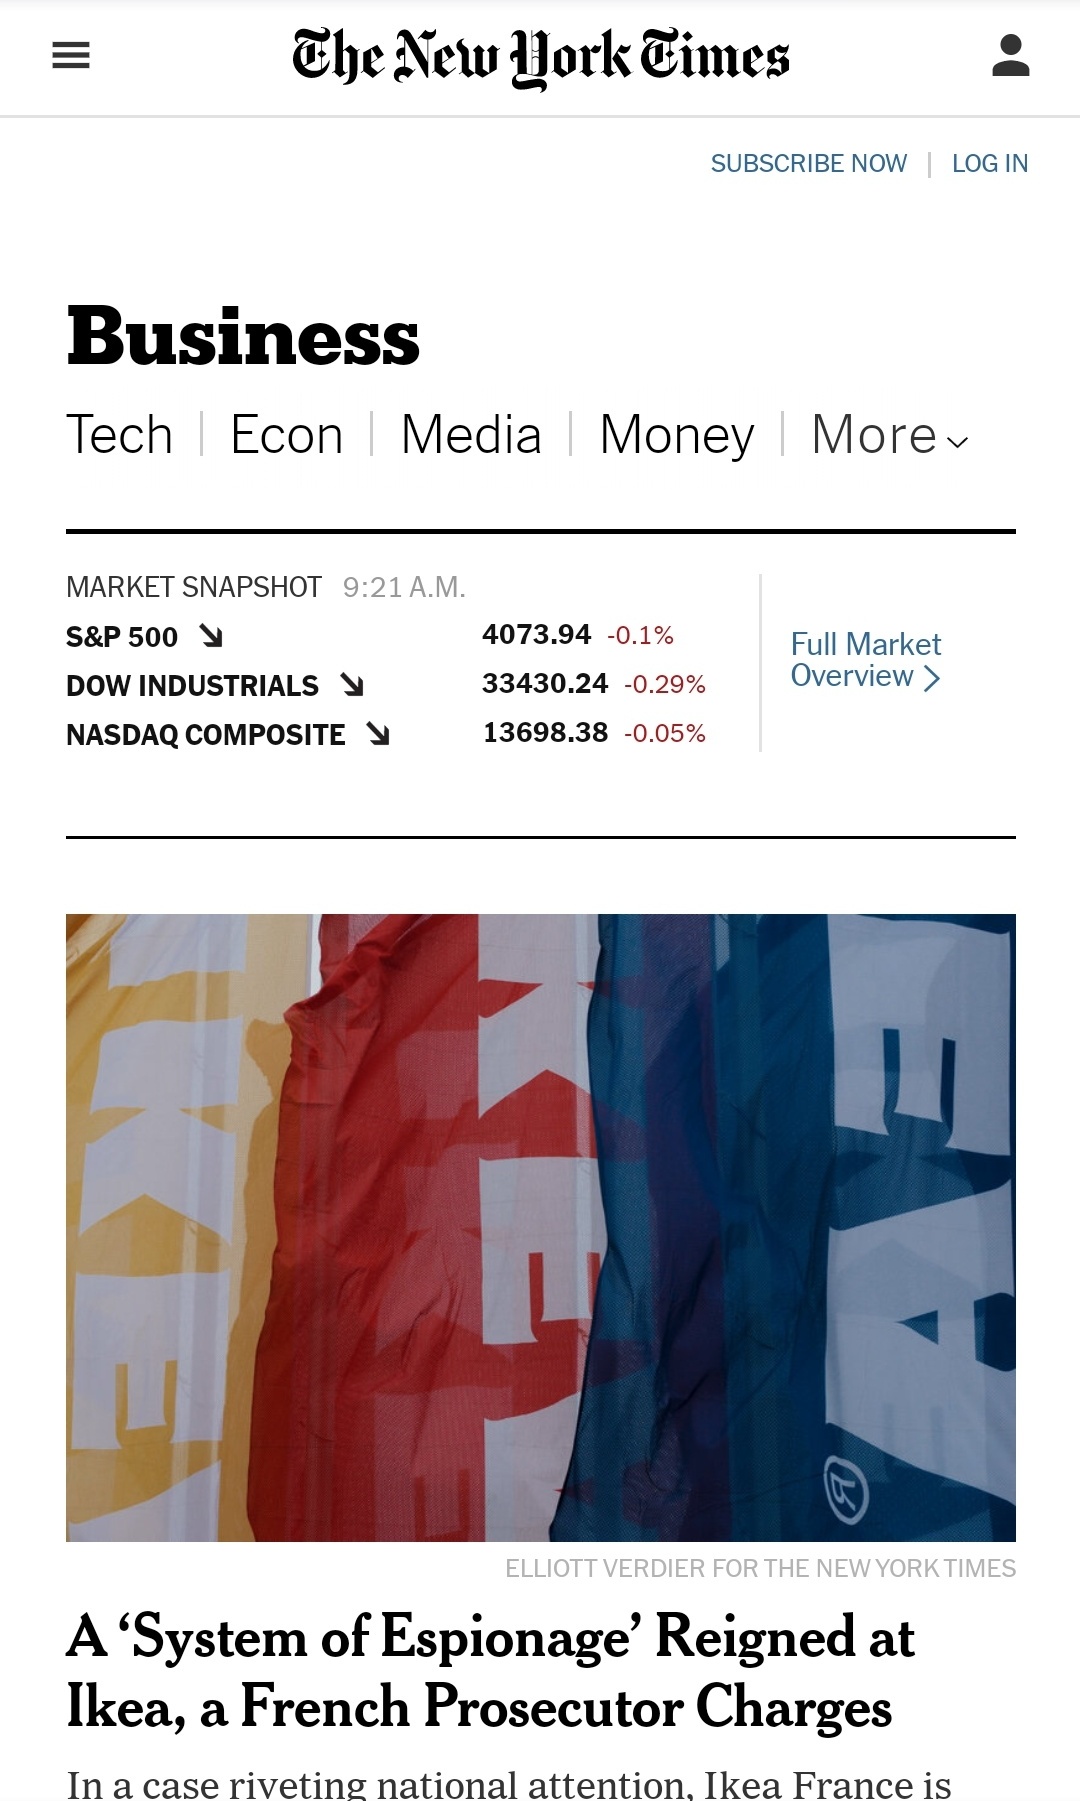 The New York Times
SUBSCRIBE NOW | LOG IN
Business
Tech | Econ | Media | Money | More
MARKET SNAPSHOT 9:21 A.M.
S&P 500 4073.94 -0.1%
DOW INDUSTRIALS 33430.24 -0.29%
NASDAQ COMPOSITE 13698.38 -0.05%
Full Market
Overview >
IKE
KE
EA
®
ELLIOTT VERDIER FOR THE NEW YORK TIMES
A ‘System of Espionage’ Reigned at
Ikea, a French Prosecutor Charges
In a case riveting national attention, Ikea France is